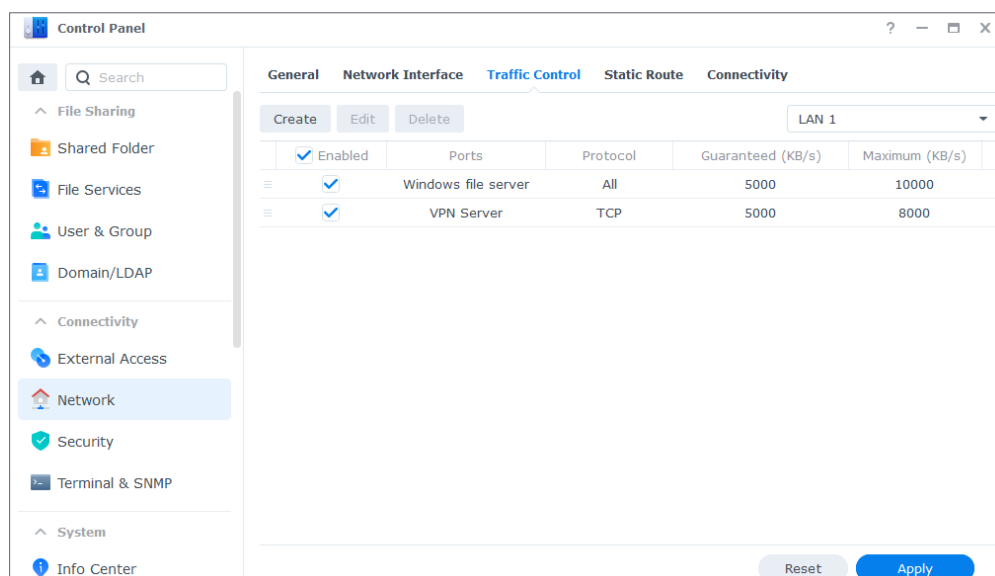 Control Panel
Search
File Sharing
Shared Folder
File Services
User & Group
Domain/LDAP
Connectivity
External Access
Network
Security
Terminal & SNMP
System
Info Center
General Network Interface Traffic Control Static Route Connectivity
Create Edit Delete LAN 1
Enabled Ports Protocol Guaranteed (KB/s) Maximum (KB/s)
Windows file server All 5000 10000
VPN Server TCP 5000 8000
Reset Apply